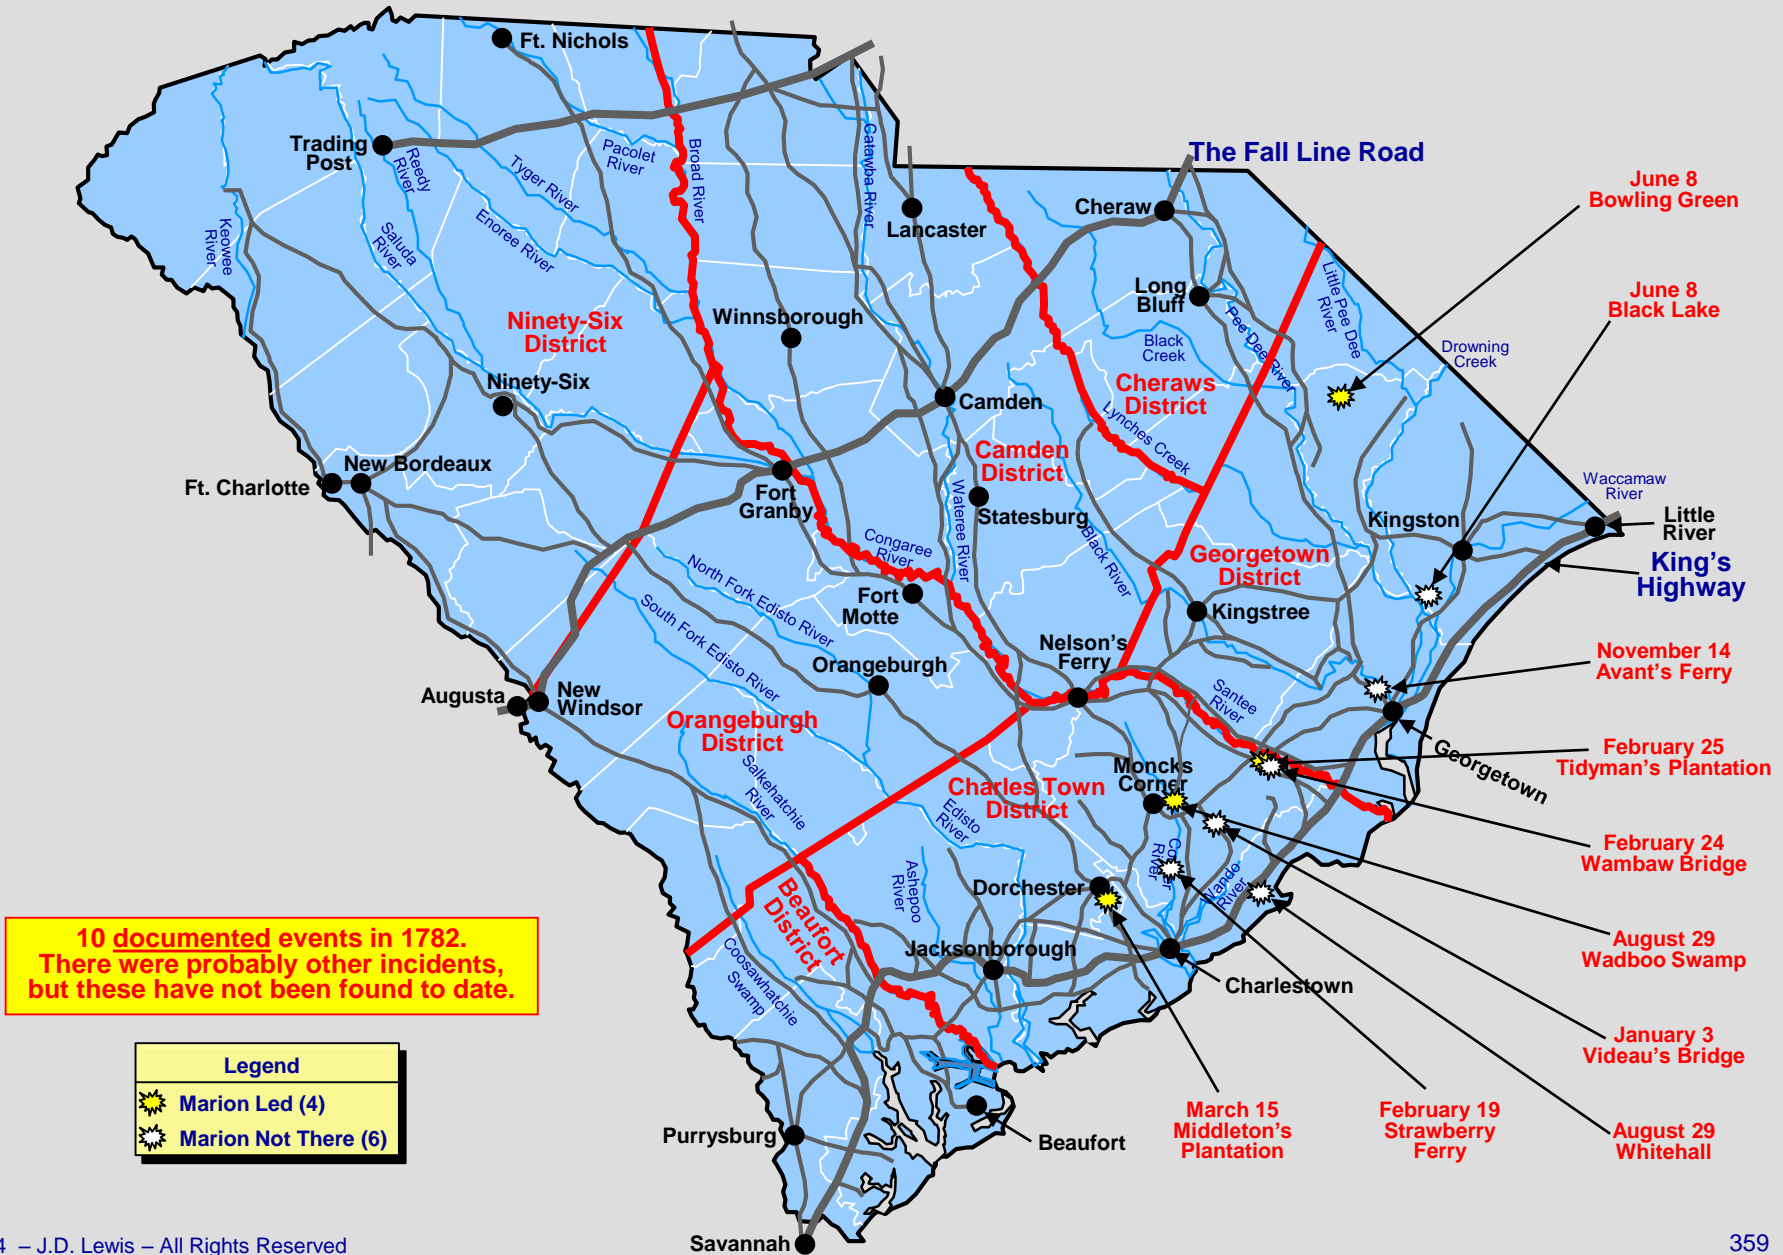 Ft. Nichols
The Fall Line Road
Trading
Post
Reedy
River
Tyger River
Pacolet
River
Broad River
Catawba River
Lancaster
Cheraw
June 8
Bowling Green
Keowee
River
Saluda
River
Enoree River
Long
Bluff
Little Pee Dee
River
June 8
Black Lake
Ninety-Six
District
Winnsborough
Black
Creek
Pee Dee River
Drowning
Creek
Ninety-Six
Camden
Cheraws
District
Lynches Creek
Camden
District
New Bordeaux
Ft. Charlotte
Fort
Granby
Wateree River
Statesburg
Kingston
Waccamaw
River
Little
River
Congaree
River
Black River
Georgetown
District
King's
Highway
North Fork Edisto River
South Fork Edisto River
Fort
Motte
Kingstree
Nelson's
Ferry
Orangeburgh
November 14
Avant's Ferry
Augusta
New
Windsor
Orangeburgh
District
Santee
River
Georgetown
February 25
Tidyman's Plantation
Salkehatchie
River
Moncks
Corner
Charles Town
District
Edisto
River
February 24
Wambaw Bridge
Co
er
River
Wando
River
Ashepoo
River
Dorchester
Beaufort
District
10 documented events in 1782.
There were probably other incidents,
but these have not been found to date.
Coosawhatchie
Swamp
Jacksonborough
Charlestown
August 29
Wadboo Swamp
January 3
Videau's Bridge
Legend
Marion Led (4)
Marion Not There (6)
March 15
Middleton's
Plantation
February 19
Strawberry
Ferry
August 29
Whitehall
Purrysburg
Beaufort
Savannah
4 – J.D. Lewis – All Rights Reserved
359